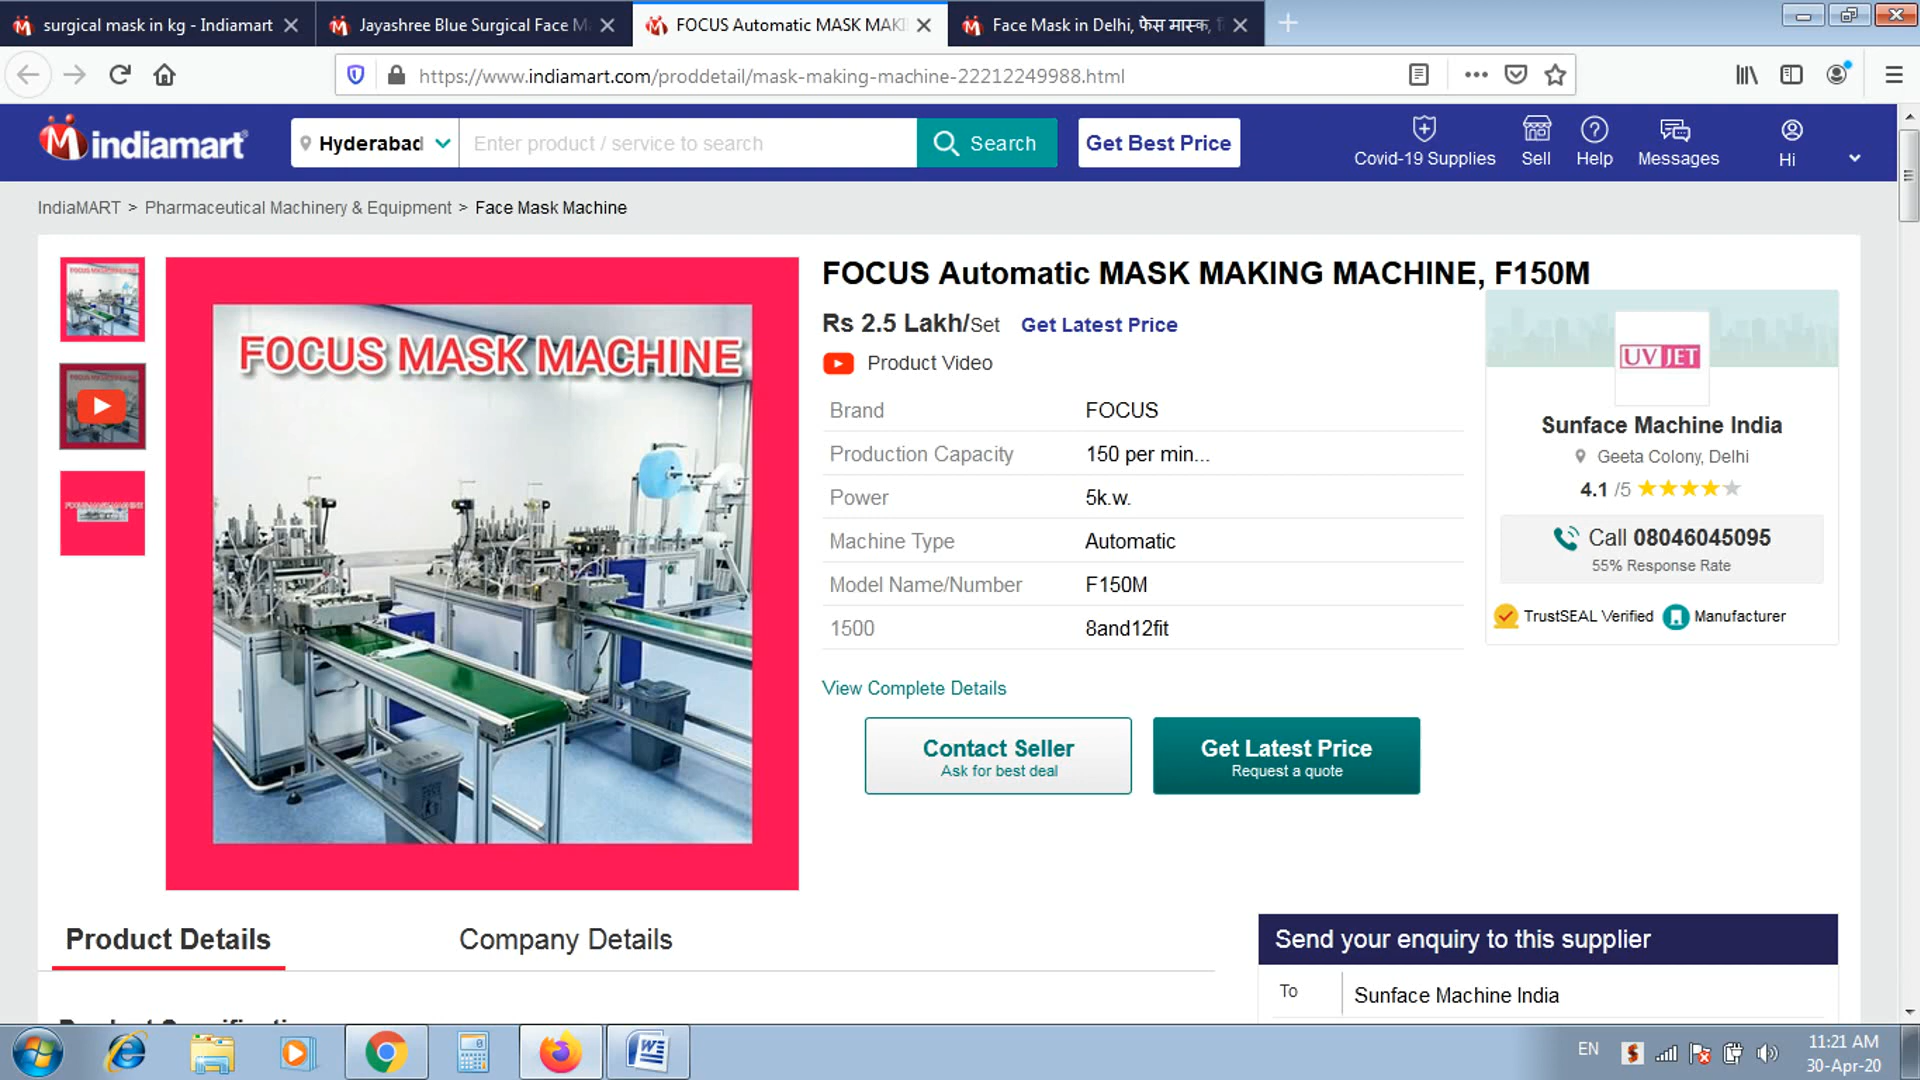 surgical mask in kg - Indiamart
Jayashree Blue Surgical Face M
FOCUS Automatic MASK MAKI
Face Mask in Delhi, फेस मास्क,
https://www.indiamart.com/proddetail/mask-making-machine-22212249988.html
indiamart
Hyderabad
Enter product / service to search
Search
Get Best Price
Covid-19 Supplies
Sell
Help
Messages
Hi
IndiaMART > Pharmaceutical Machinery & Equipment > Face Mask Machine
FOCUS MASK MACHINE
FOCUS Automatic MASK MAKING MACHINE, F150M
Rs 2.5 Lakh/Set Get Latest Price
Product Video
Brand FOCUS
Production Capacity 150 per min...
Power 5k.w.
Machine Type Automatic
Model Name/Number F150M
1500 8and12fit
View Complete Details
Contact Seller
Ask for best deal
Get Latest Price
Request a quote
UV JET
Sunface Machine India
Geeta Colony, Delhi
4.1 /5
Call 08046045095
55% Response Rate
TrustSEAL Verified
Manufacturer
Product Details
Company Details
Send your enquiry to this supplier
To Sunface Machine India
EN
11:21 AM
30-Apr-20